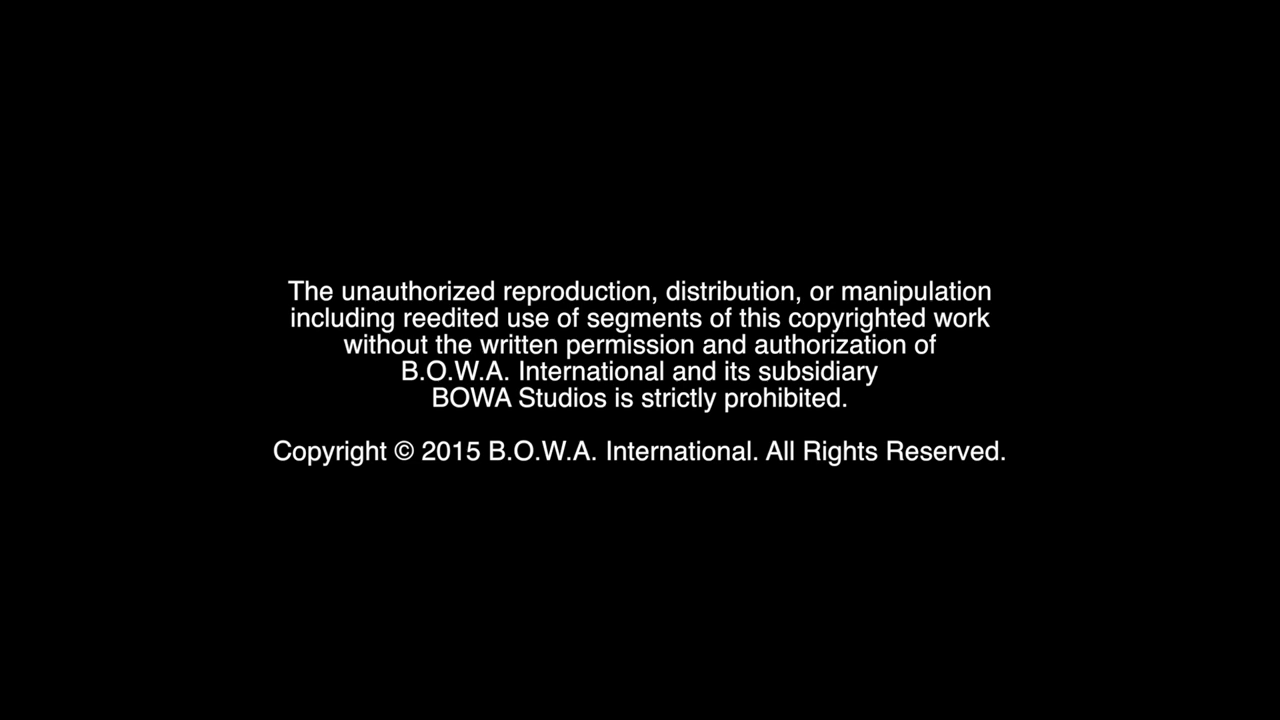 The unauthorized reproduction, distribution, or manipulation
including reedited use of segments of this copyrighted work
without the written permission and authorization of
B.O.W.A. International and its subsidiary
BOWA Studios is strictly prohibited.
Copyright © 2015 B.O.W.A. International. All Rights Reserved.